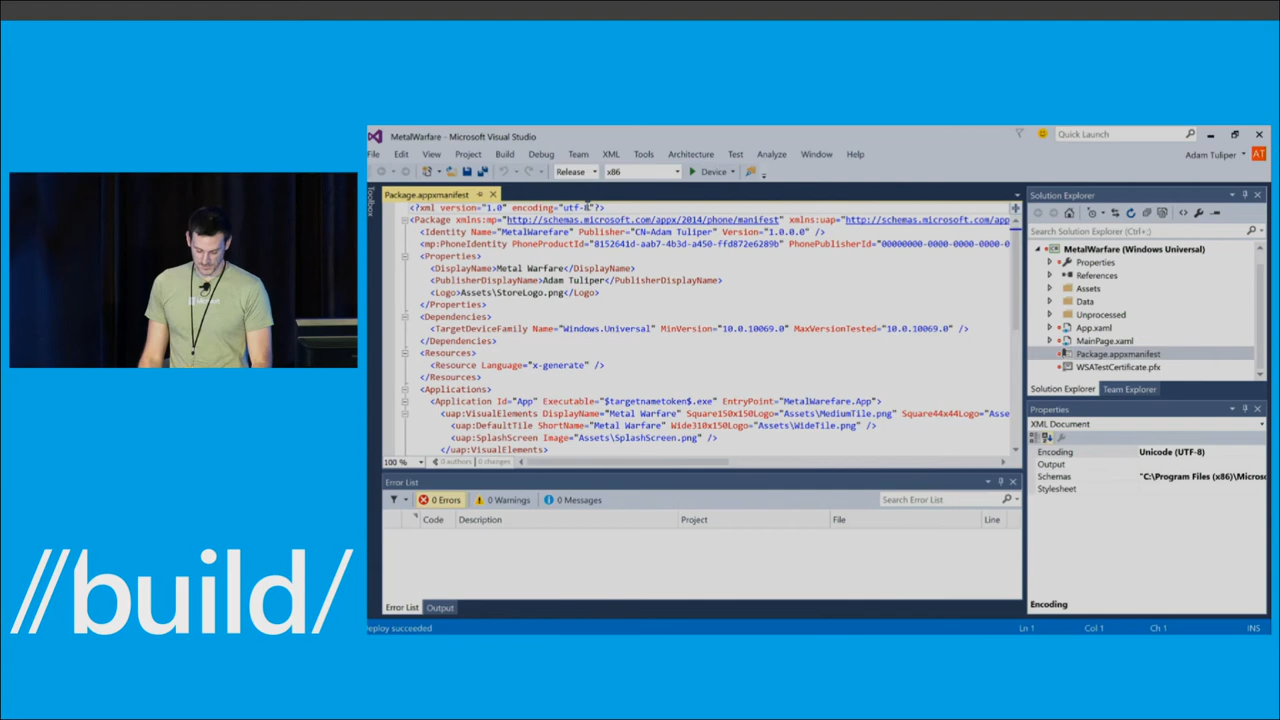 MetalWarfare - Microsoft Visual Studio
Quick Launch
File Edit View Project Build Debug Team XML Tools Architecture Test Analyze Window Help
Adam Tuliper AT
Release x86 Device
Toolbox
Package.appxmanifest
<?xml version="1.0" encoding="utf-8"?>
<Package xmlns:mp="http://schemas.microsoft.com/appx/2014/phone/manifest" xmlns:uap="http://schemas.microsoft.com/app
<Identity Name="MetalWarefare" Publisher="CN=Adam Tuliper" Version="1.0.0.0" />
<mp:PhoneIdentity PhoneProductId="8152641d-aab7-4b3d-a450-ffd872e6289b" PhonePublisherId="00000000-0000-0000-0000-0
<Properties>
<DisplayName>Metal Warfare</DisplayName>
<PublisherDisplayName>Adam Tuliper</PublisherDisplayName>
<Logo>Assets\StoreLogo.png</Logo>
</Properties>
<Dependencies>
<TargetDeviceFamily Name="Windows.Universal" MinVersion="10.0.10069.0" MaxVersionTested="10.0.10069.0" />
</Dependencies>
<Resources>
<Resource Language="x-generate" />
</Resources>
<Applications>
<Application Id="App" Executable="$targetnametoken$.exe" EntryPoint="MetalWarefare.App">
<uap:VisualElements DisplayName="Metal Warfare" Square150x150Logo="Assets\MediumTile.png" Square44x44Logo="Asse
<uap:DefaultTile ShortName="Metal Warfare" Wide310x150Logo="Assets\WideTile.png" />
<uap:SplashScreen Image="Assets\SplashScreen.png" />
</uap:VisualElements>
100 % 0 authors 0 changes
Error List
0 Errors 0 Warnings 0 Messages
Search Error List
Code Description Project File Line
Error List Output
Solution Explorer
Search Solution Explorer (Ctrl+;)
MetalWarfare (Windows Universal)
Properties
References
Assets
Data
Unprocessed
App.xaml
MainPage.xaml
Package.appxmanifest
WSATestCertificate.pfx
Solution Explorer Team Explorer
Properties
XML Document
Encoding Unicode (UTF-8)
Output
Schemas "C:\Program Files (x86)\Microso
Stylesheet
Encoding
eploy succeeded
Ln 1 Col 1 Ch 1 INS
//build/